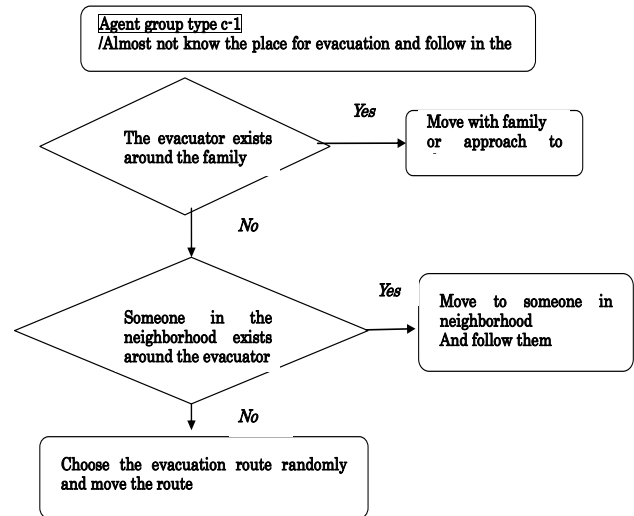 Agent group type c-1
/Almost not know the place for evacuation and follow in the
Yes
The evacuator exists
around the family
Move with family
or approach to
No
Yes
Someone in the
neighborhood exists
around the evacuator
Move to someone in
neighborhood
And follow them
No
Choose the evacuation route randomly
and move the route